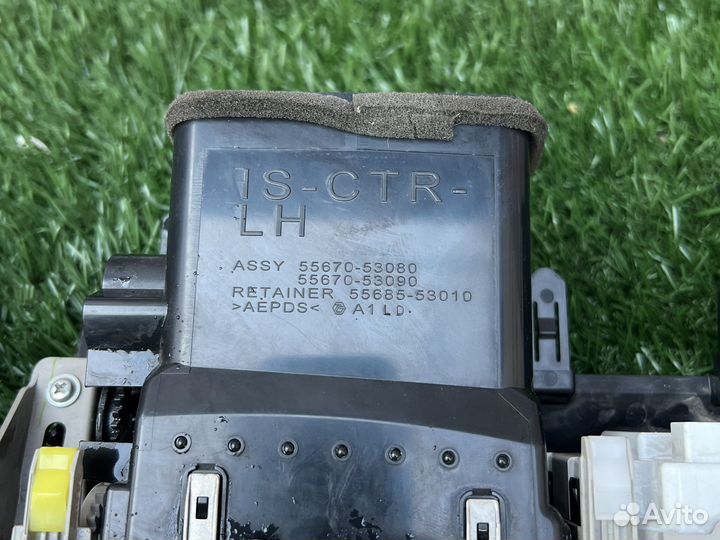 IS-CTR-
LH
ASSY 55670-53080
55670-53090
RETAINER 55685-53010
>AEPDS< A1LD
Avito